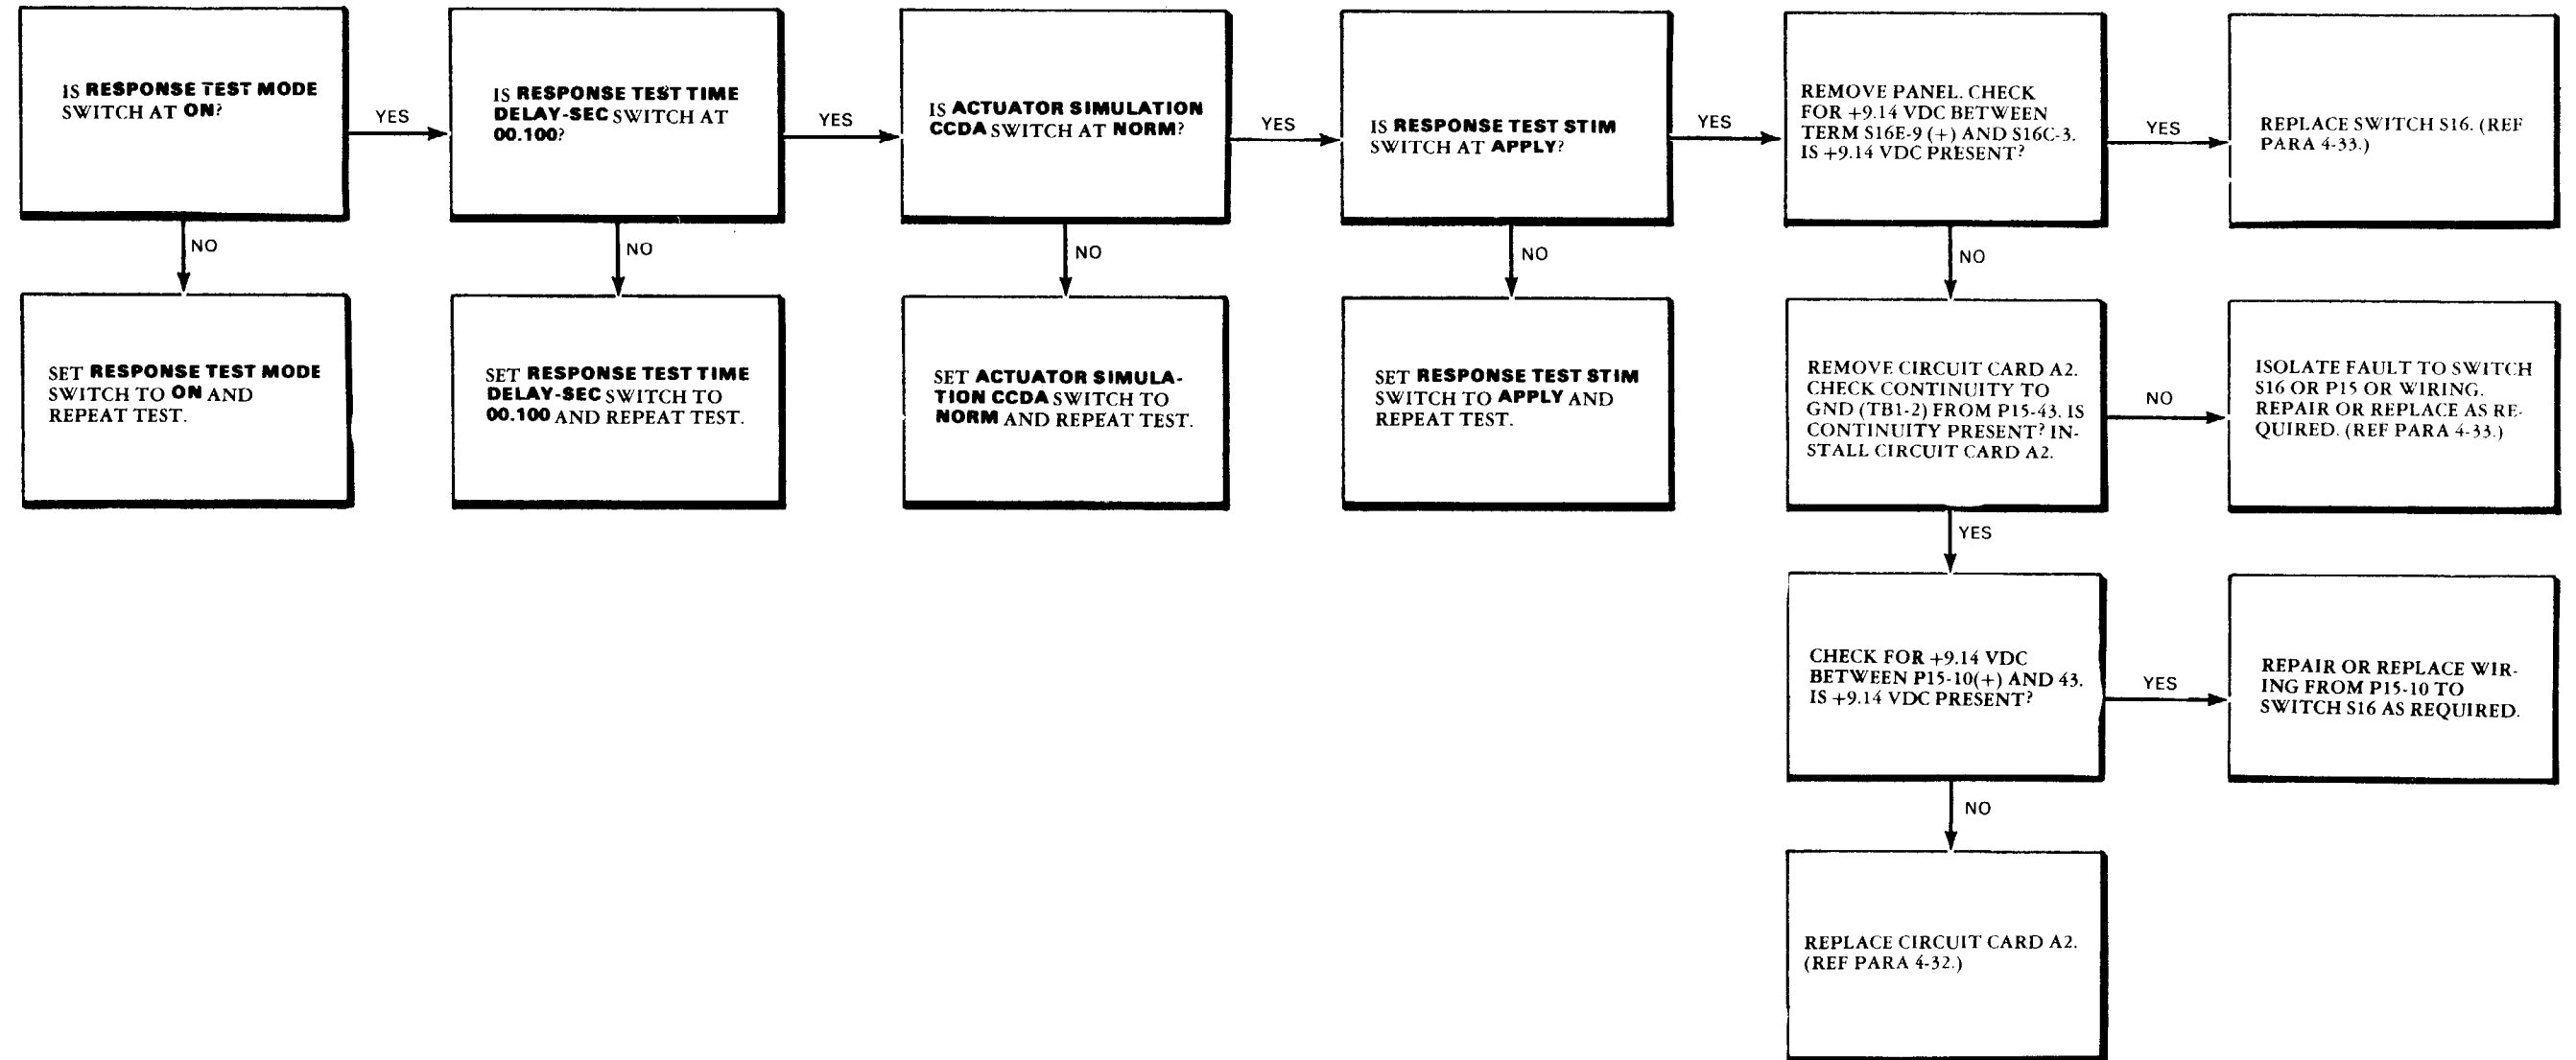 IS RESPONSE TEST MODE
SWITCH AT ON?
YES
IS RESPONSE TEST TIME
DELAY-SEC SWITCH AT
00.100?
YES
IS ACTUATOR SIMULATION
CCDA SWITCH AT NORM?
YES
IS RESPONSE TEST STIM
SWITCH AT APPLY?
YES
REMOVE PANEL. CHECK
FOR +9.14 VDC BETWEEN
TERM S16E-9 (+) AND S16C-3.
IS +9.14 VDC PRESENT?
YES
REPLACE SWITCH S16. (REF
PARA 4-33.)
NO
NO
NO
NO
NO
SET RESPONSE TEST MODE
SWITCH TO ON AND
REPEAT TEST.
SET RESPONSE TEST TIME
DELAY-SEC SWITCH TO
00.100 AND REPEAT TEST.
SET ACTUATOR SIMULA-
TION CCDA SWITCH TO
NORM AND REPEAT TEST.
SET RESPONSE TEST STIM
SWITCH TO APPLY AND
REPEAT TEST.
REMOVE CIRCUIT CARD A2.
CHECK CONTINUITY TO
GND (TB1-2) FROM P15-43. IS
CONTINUITY PRESENT? IN-
STALL CIRCUIT CARD A2.
NO
ISOLATE FAULT TO SWITCH
S16 OR P15 OR WIRING.
REPAIR OR REPLACE AS RE-
QUIRED. (REF PARA 4-33.)
YES
CHECK FOR +9.14 VDC
BETWEEN P15-10(+) AND 43.
IS +9.14 VDC PRESENT?
YES
REPAIR OR REPLACE WIR-
ING FROM P15-10 TO
SWITCH S16 AS REQUIRED.
NO
REPLACE CIRCUIT CARD A2.
(REF PARA 4-32.)